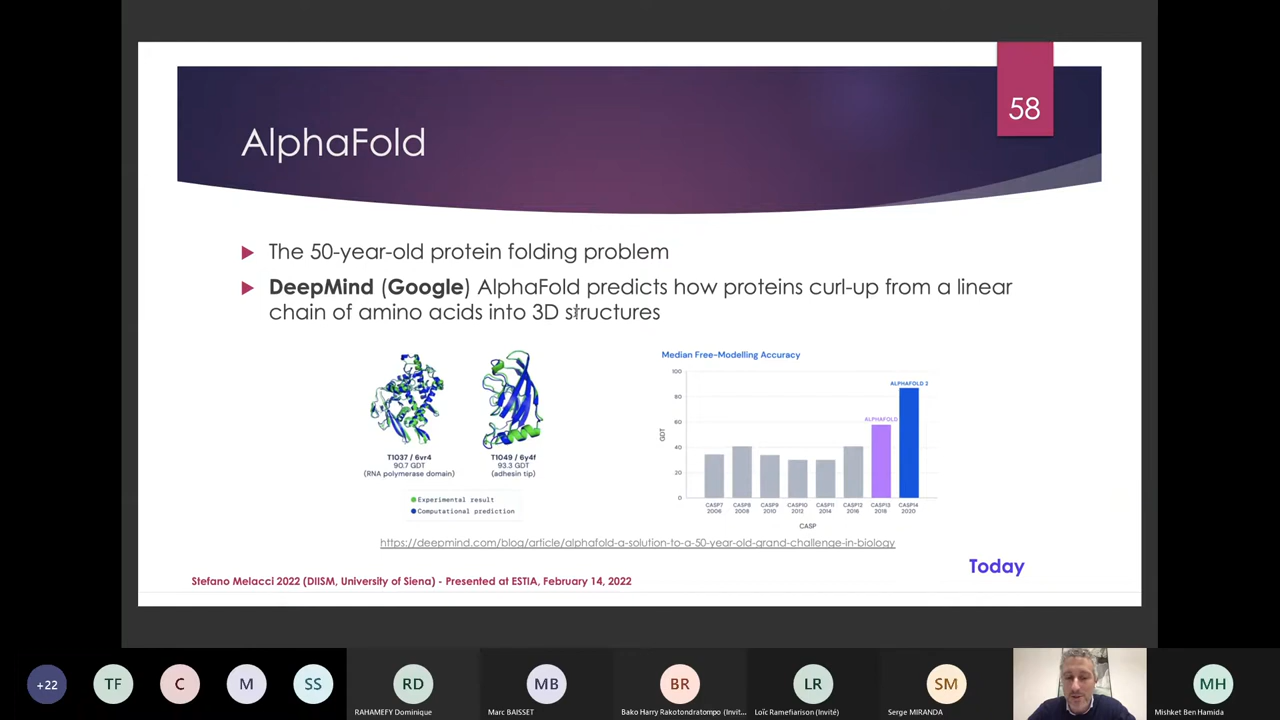 58
AlphaFold
The 50-year-old protein folding problem
DeepMind (Google) AlphaFold predicts how proteins curl-up from a linear
chain of amino acids into 3D structures
T1037 / 6vr4
90.7 GDT
(RNA polymerase domain)
T1049 / 6y4f
93.3 GDT
(adhesin tip)
Experimental result
Computational prediction
Median Free-Modelling Accuracy
100
80
60
40
20
0
GDT
ALPHAFOLD
ALPHAFOLD 2
CASP7
2006
CASP8
2008
CASP9
2010
CASP10
2012
CASP11
2014
CASP12
2016
CASP13
2018
CASP14
2020
CASP
https://deepmind.com/blog/article/alphafold-a-solution-to-a-50-year-old-grand-challenge-in-biology
Today
Stefano Melacci 2022 (DIISM, University of Siena) - Presented at ESTIA, February 14, 2022
+22
TF
C
M
SS
RD
RAHAMEFY Dominique
MB
Marc BAISSET
BR
Bako Harry Rakotondratompo (Invit...
LR
Loïc Ramefiarison (Invité)
SM
Serge MIRANDA
MH
Mishket Ben Hamida